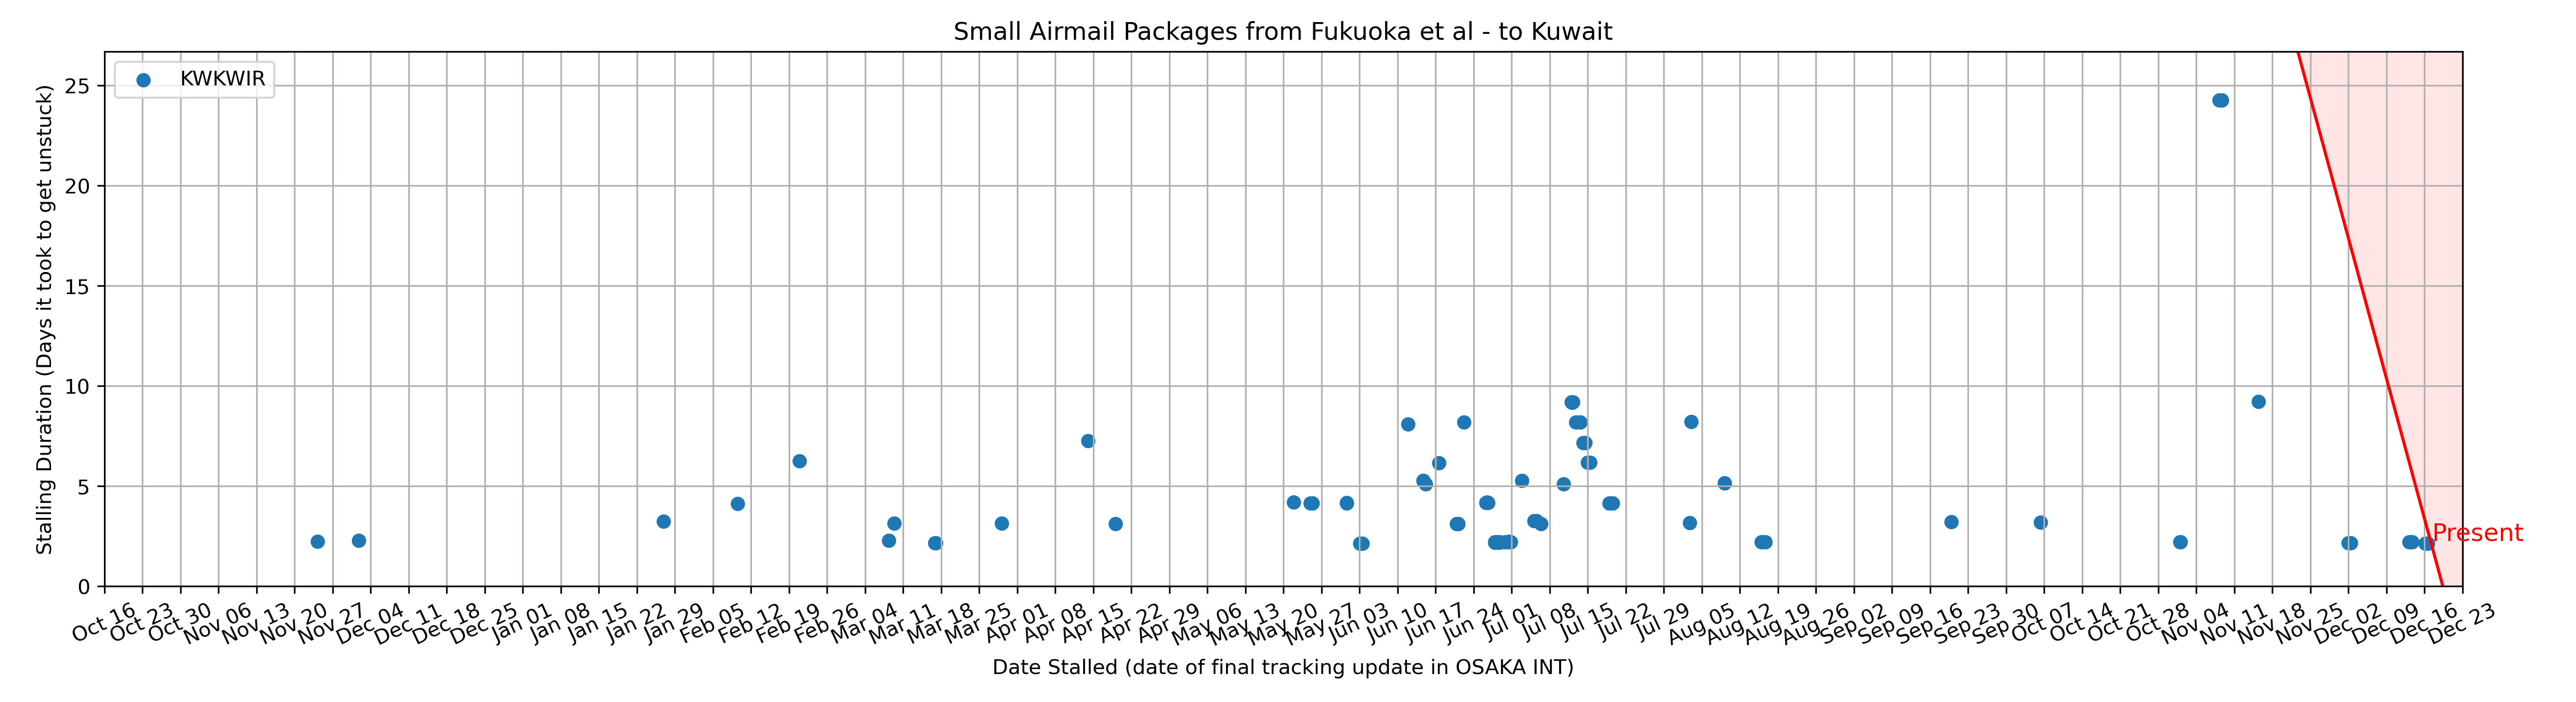 Small Airmail Packages from Fukuoka et al - to Kuwait
KWKWIR
Stalling Duration (Days it took to get unstuck)
25
20
15
10
5
0
Present
Oct 16 Oct 23 Oct 30 Nov 06 Nov 13 Nov 20 Nov 27 Dec 04 Dec 11 Dec 18 Dec 25 Jan 01 Jan 08 Jan 15 Jan 22 Jan 29 Feb 05 Feb 12 Feb 19 Feb 26 Mar 04 Mar 11 Mar 18 Mar 25 Apr 01 Apr 08 Apr 15 Apr 22 Apr 29 May 06 May 13 May 20 May 27 Jun 03 Jun 10 Jun 17 Jun 24 Jul 01 Jul 08 Jul 15 Jul 22 Jul 29 Aug 05 Aug 12 Aug 19 Aug 26 Sep 02 Sep 09 Sep 16 Sep 23 Sep 30 Oct 07 Oct 14 Oct 21 Oct 28 Nov 04 Nov 11 Nov 18 Nov 25 Dec 02 Dec 09 Dec 16 Dec 23
Date Stalled (date of final tracking update in OSAKA INT)